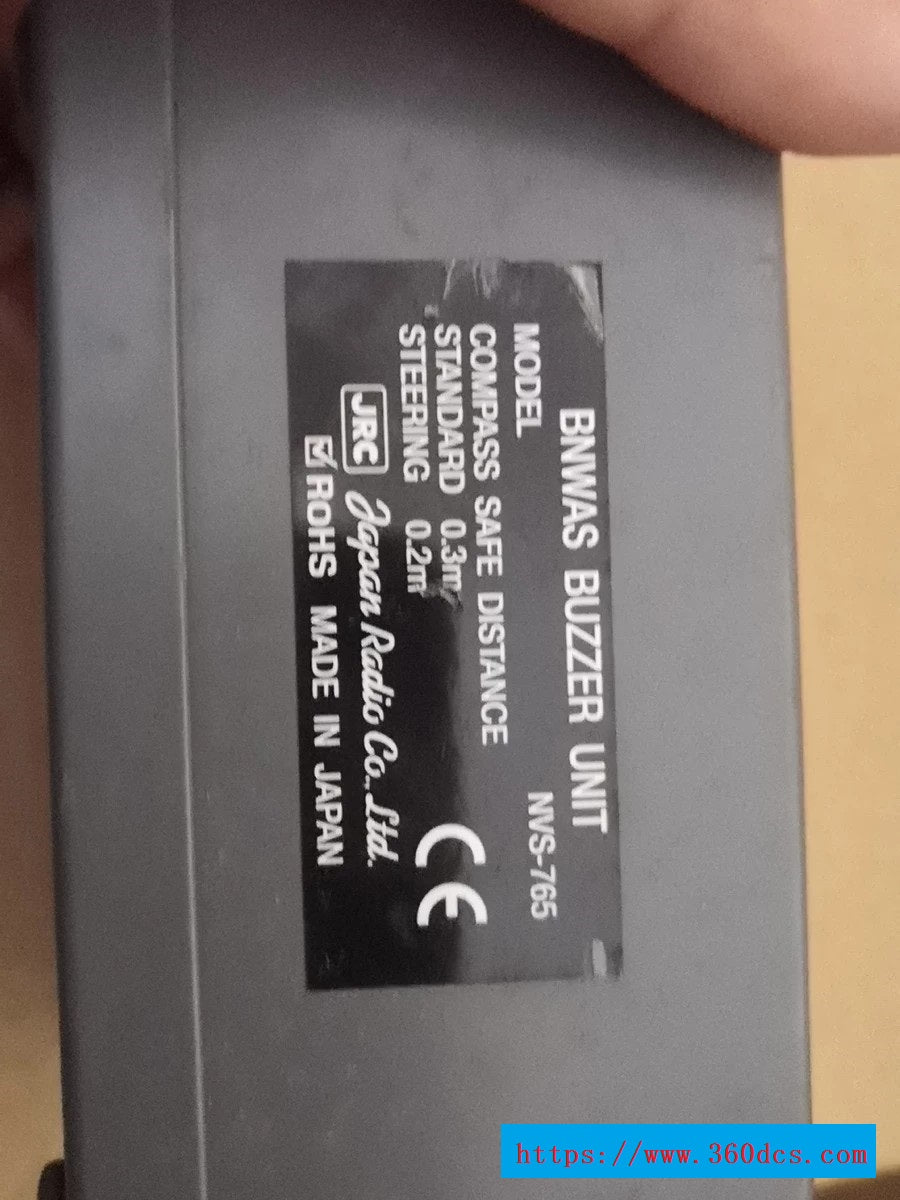 BNWAS BUZZER UNIT
MODEL NVS-765
COMPASS SAFE DISTANCE
STANDARD 0.3m
STEERING 0.2m
CE
JRC Japan Radio Co., Ltd.
☑ROHS MADE IN JAPAN
https://www.360dcs.com